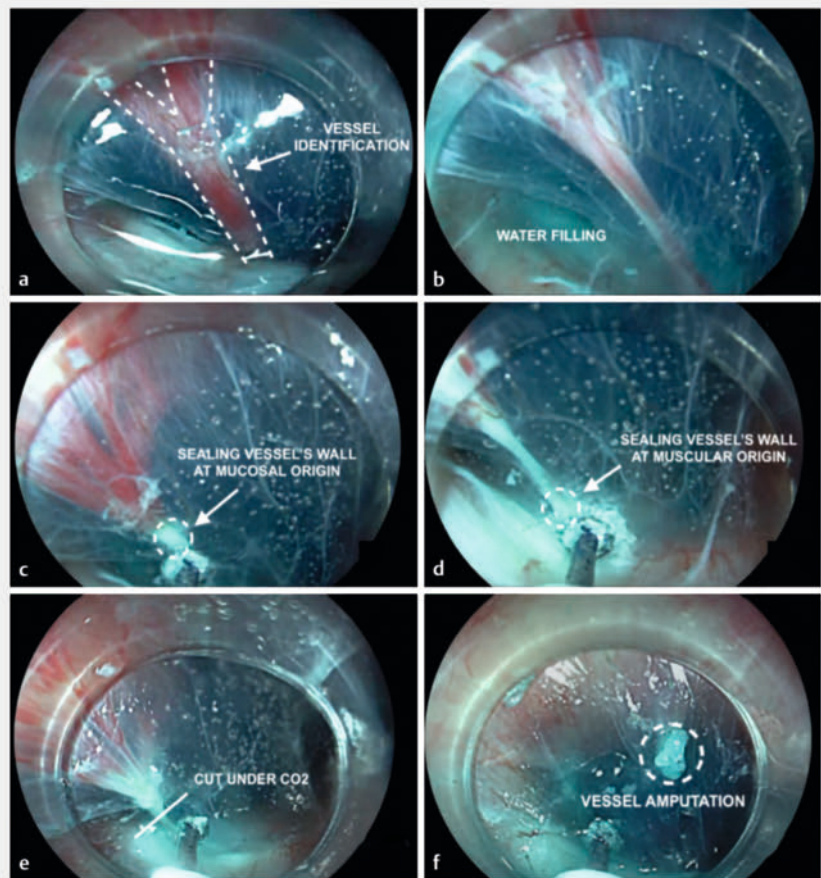 VESSEL
IDENTIFICATION
a
WATER FILLING
b
SEALING VESSEL'S WALL
AT MUCOSAL ORIGIN
c
SEALING VESSEL'S WALL
AT MUSCULAR ORIGIN
d
CUT UNDER CO2
e
VESSEL AMPUTATION
f